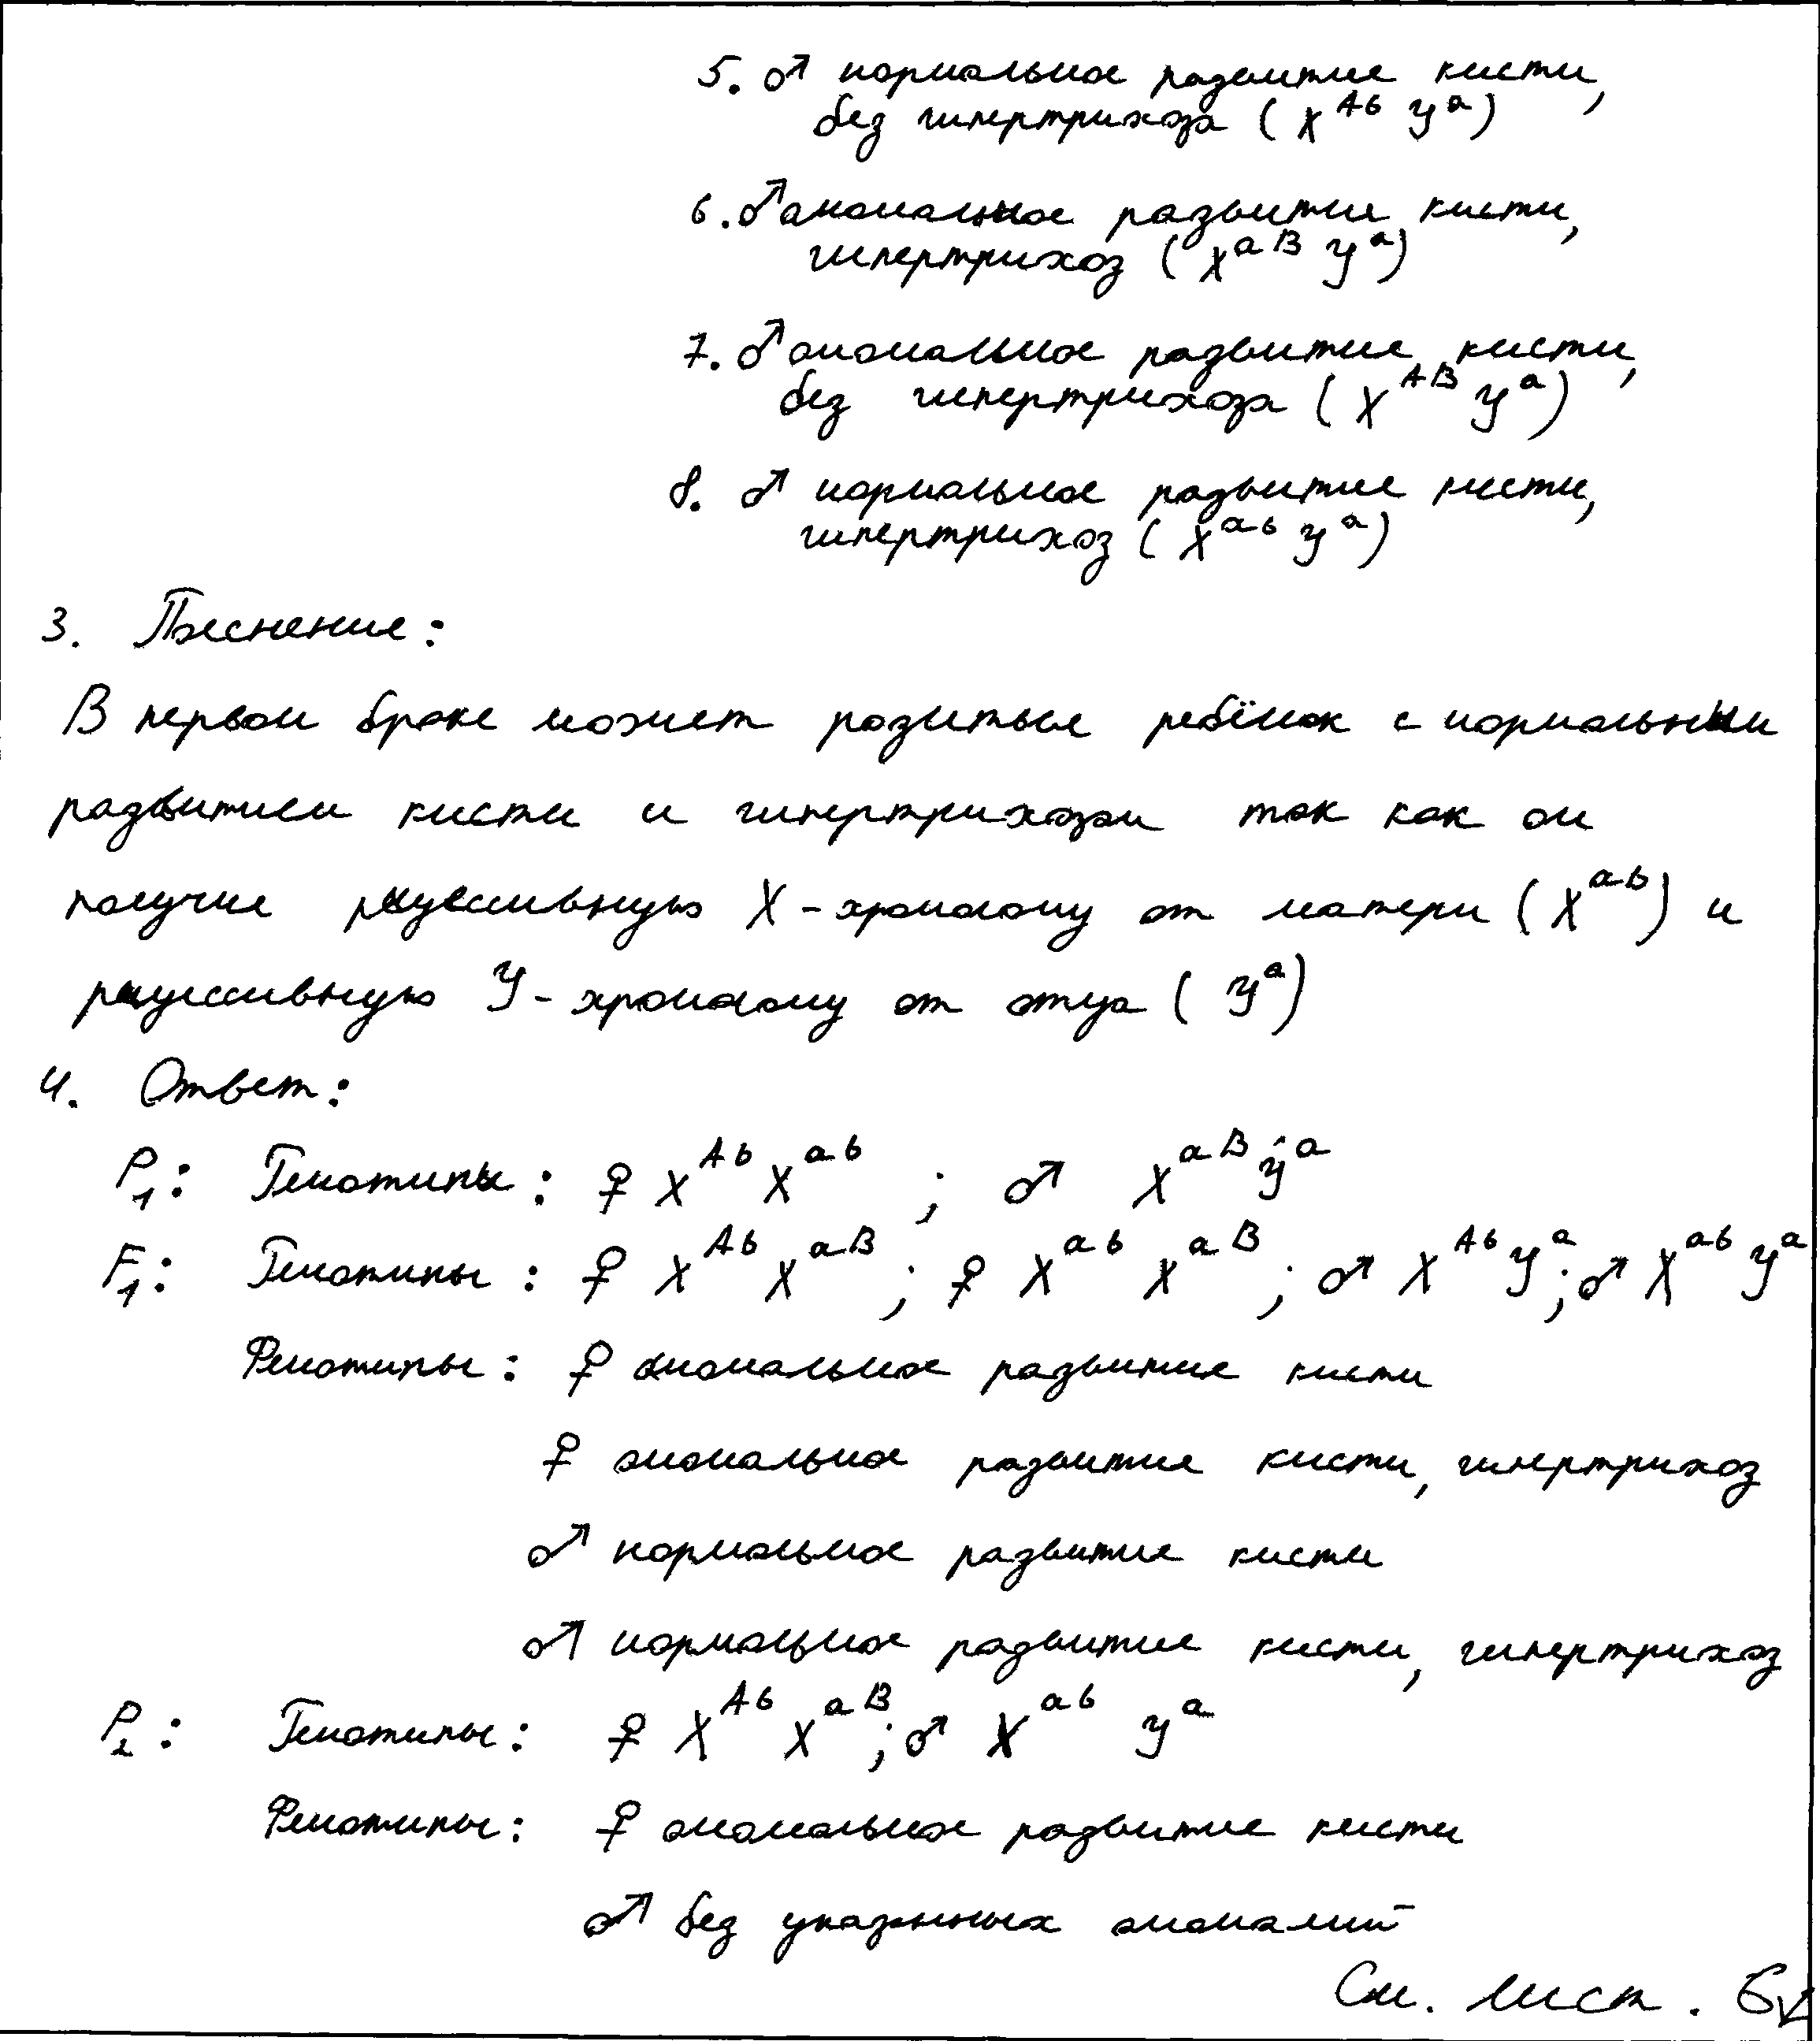 5. ♂ нормальное развитие кисти,
без гипертрихоза ( X^Ab Y^a )
6. ♂ аномальное развитие кисти,
гипертрихоз ( X^aB Y^a )
7. ♂ аномальное развитие кисти,
без гипертрихоза ( X^AB Y^a )
8. ♂ нормальное развитие кисти,
гипертрихоз ( X^ab Y^a )
3. Пояснение:
В первом браке может родиться ребёнок с нормальным
развитием кисти и гипертрихозом так как он
получил рецессивную X-хромосому от матери ( X^ab ) и
рецессивную Y-хромосому от отца ( Y^a )
4. Ответ:
P1: Генотипы: ♀ X^Ab X^ab ; ♂ X^aB Y^a
F1: Генотипы: ♀ X^Ab X^aB ; ♀ X^ab X^aB ; ♂ X^Ab Y^a ; ♂ X^ab Y^a
Фенотипы: ♀ аномальное развитие кисти
♀ аномальное развитие кисти, гипертрихоз
♂ нормальное развитие кисти
♂ нормальное развитие кисти, гипертрихоз
P2: Генотипы: ♀ X^Ab X^aB ; ♂ X^ab Y^a
Фенотипы: ♀ аномальное развитие кисти
♂ без указанных аномалий
См. лист. 6